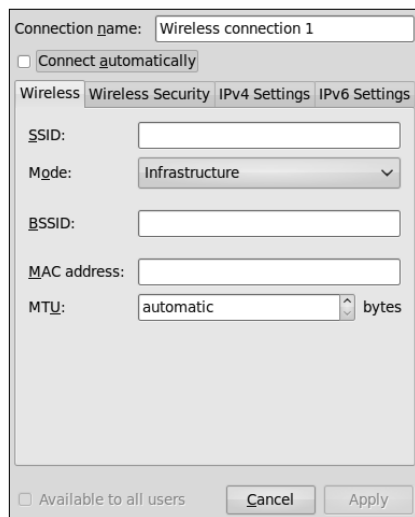 Connection name: Wireless connection 1
Connect automatically
Wireless Wireless Security IPv4 Settings IPv6 Settings
SSID:
Mode: Infrastructure
BSSID:
MAC address:
MTU: automatic bytes
Available to all users Cancel Apply